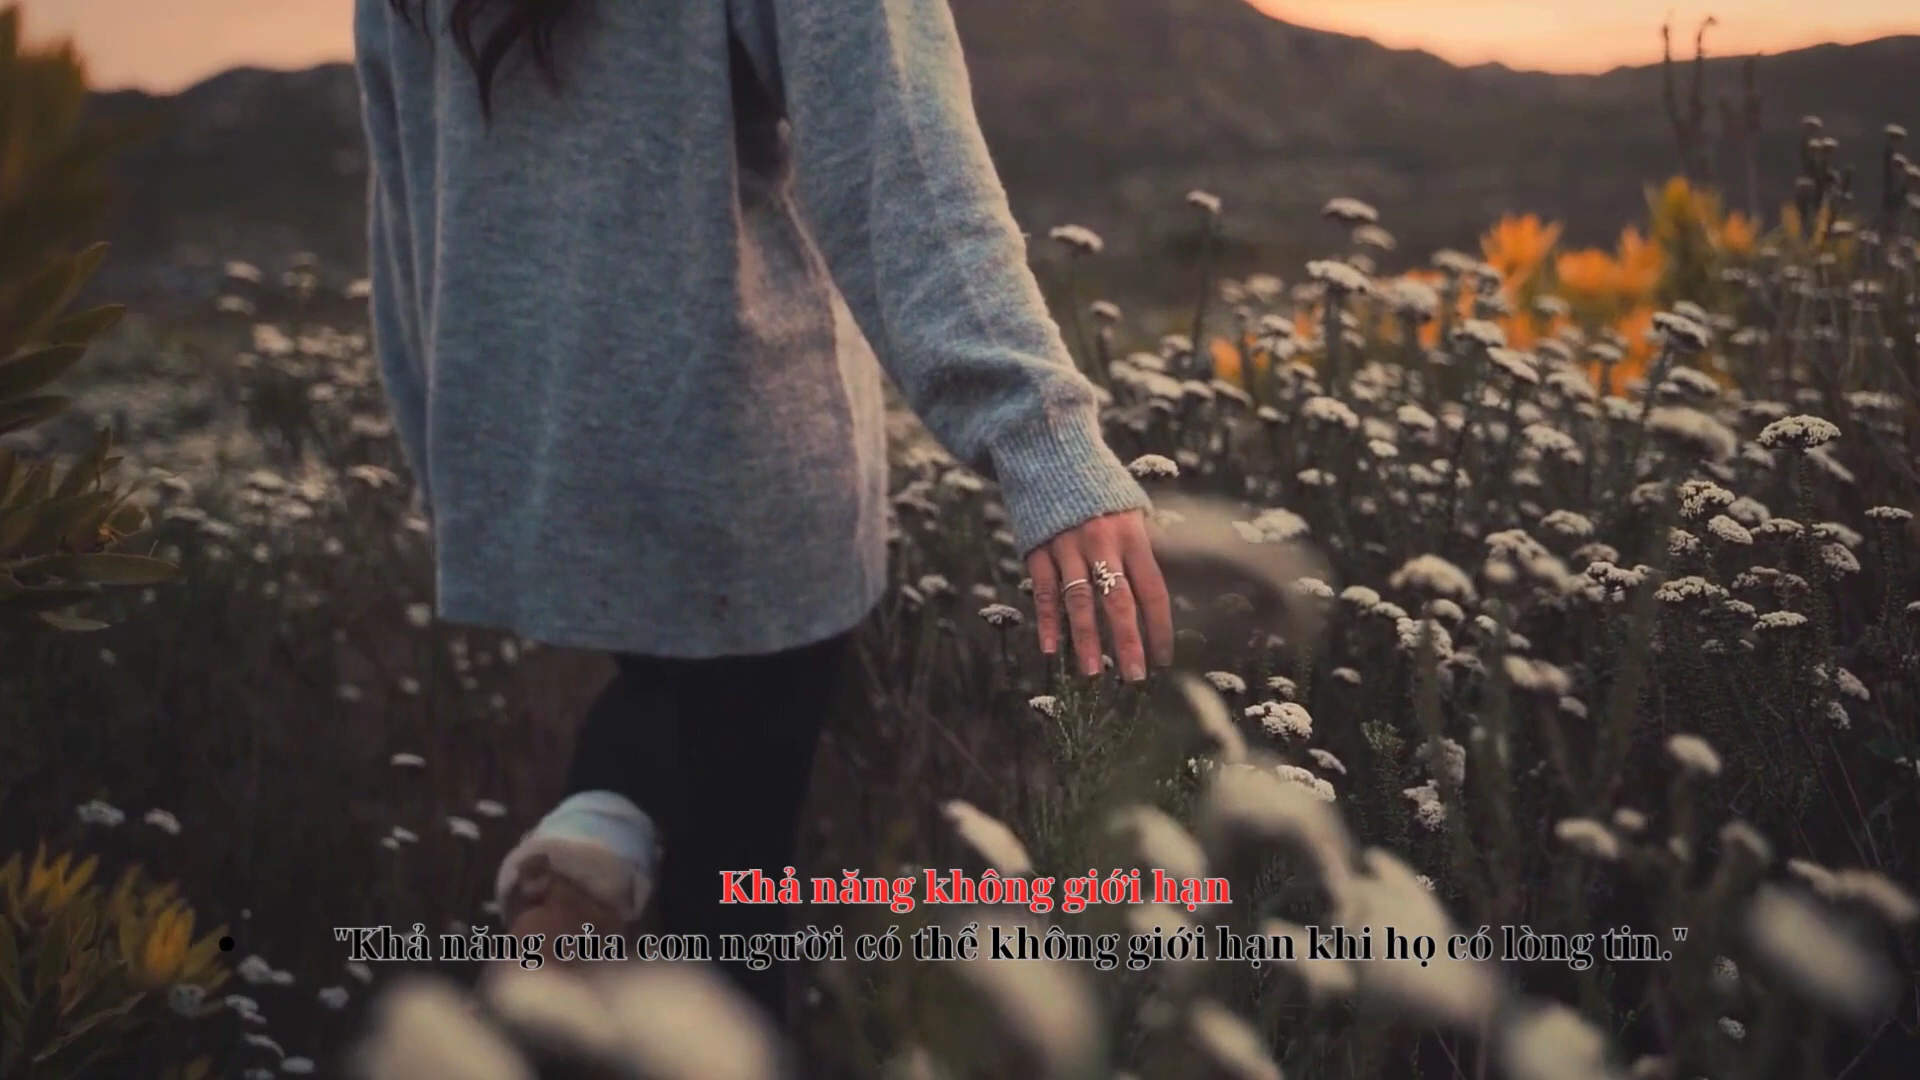 Khả năng không giới hạn
• "Khả năng của con người có thể không giới hạn khi họ có lòng tin."